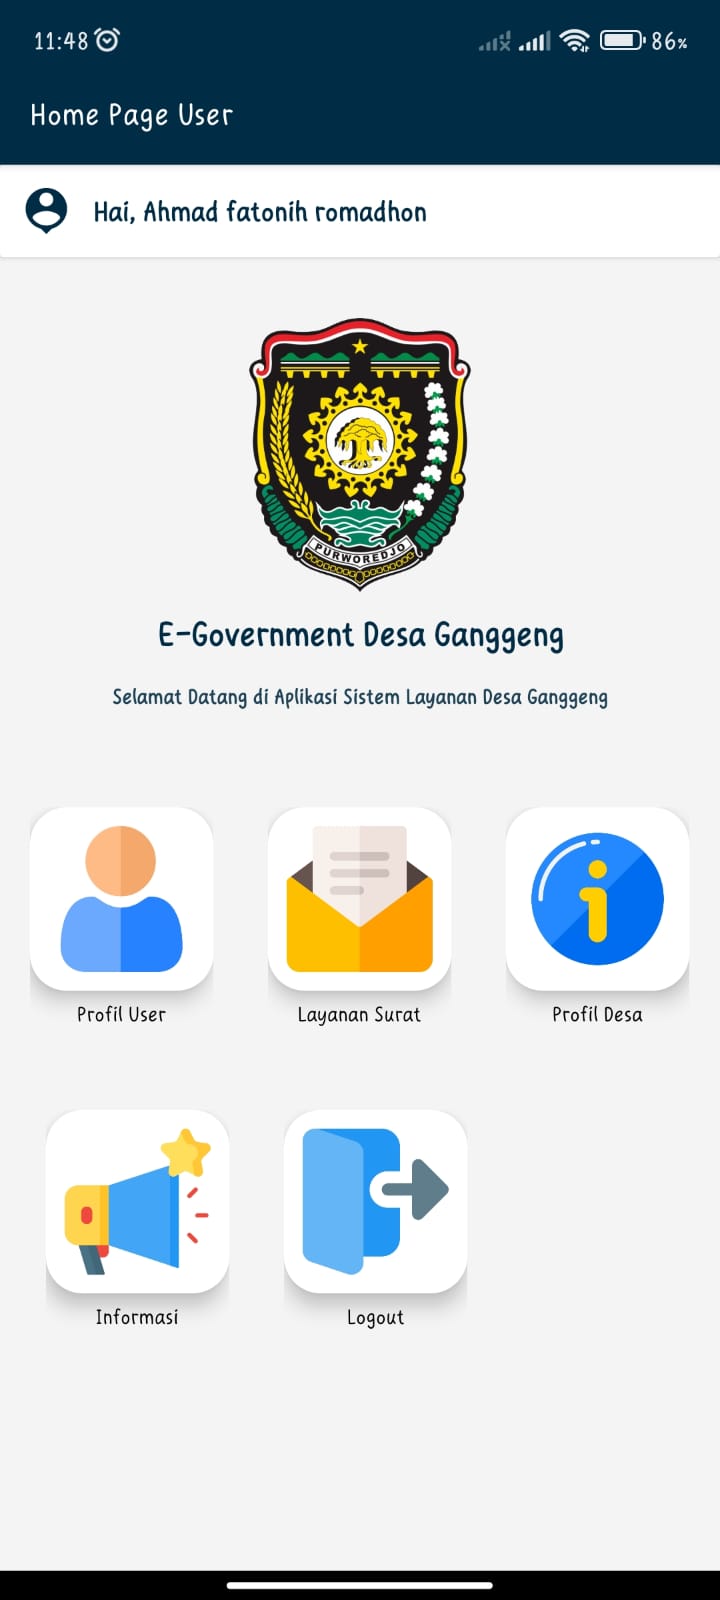 11:48 86%
Home Page User
Hai, Ahmad fatonih romadhon
PURWOREDJO
E-Government Desa Ganggeng
Selamat Datang di Aplikasi Sistem Layanan Desa Ganggeng
Profil User Layanan Surat Profil Desa
Informasi Logout